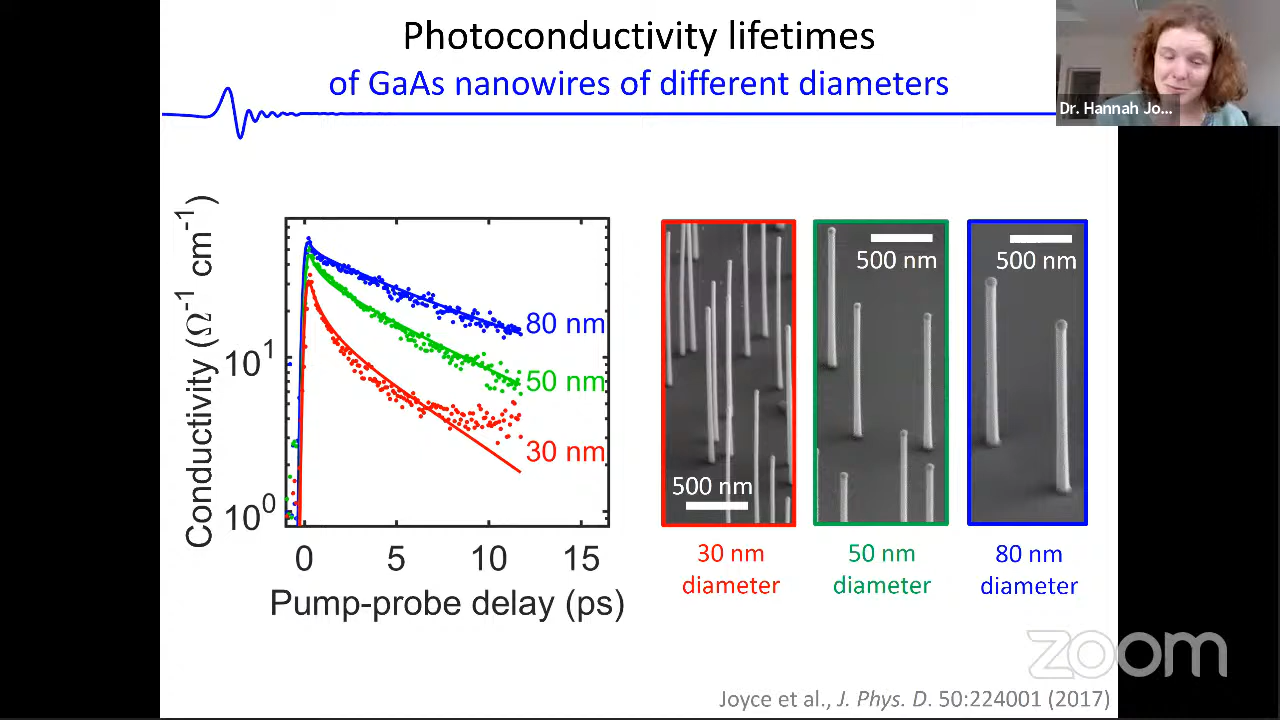 Photoconductivity lifetimes
of GaAs nanowires of different diameters
Dr. Hannah Jo...
Conductivity (Ω⁻¹ cm⁻¹)
10¹
10⁰
80 nm
50 nm
30 nm
0 5 10 15
Pump-probe delay (ps)
500 nm
500 nm
500 nm
30 nm
diameter
50 nm
diameter
80 nm
diameter
zoom
Joyce et al., J. Phys. D. 50:224001 (2017)